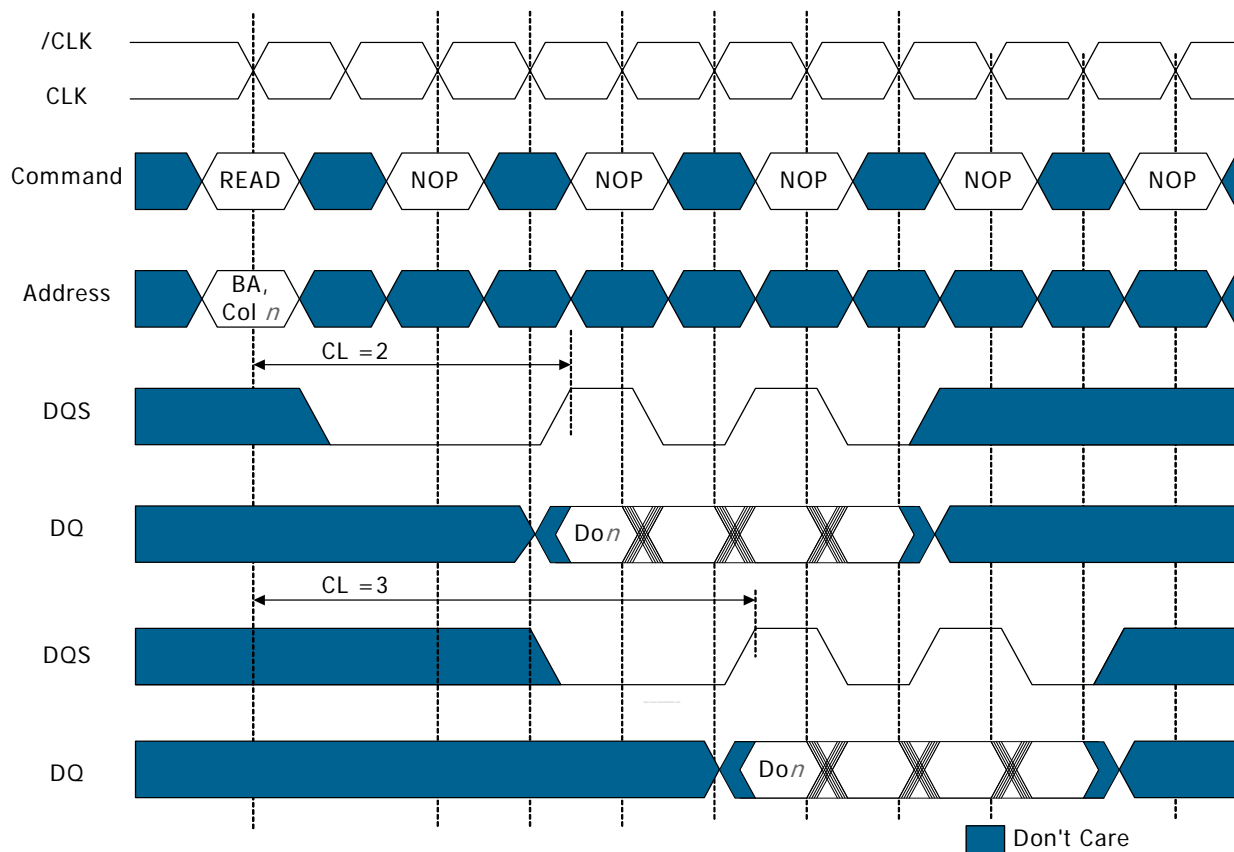 /CLK
CLK
Command
READ
NOP
NOP
NOP
NOP
NOP
Address
BA,
Col n
CL =2
DQS
DQ
Don
CL =3
DQS
DQ
Don
Don't Care